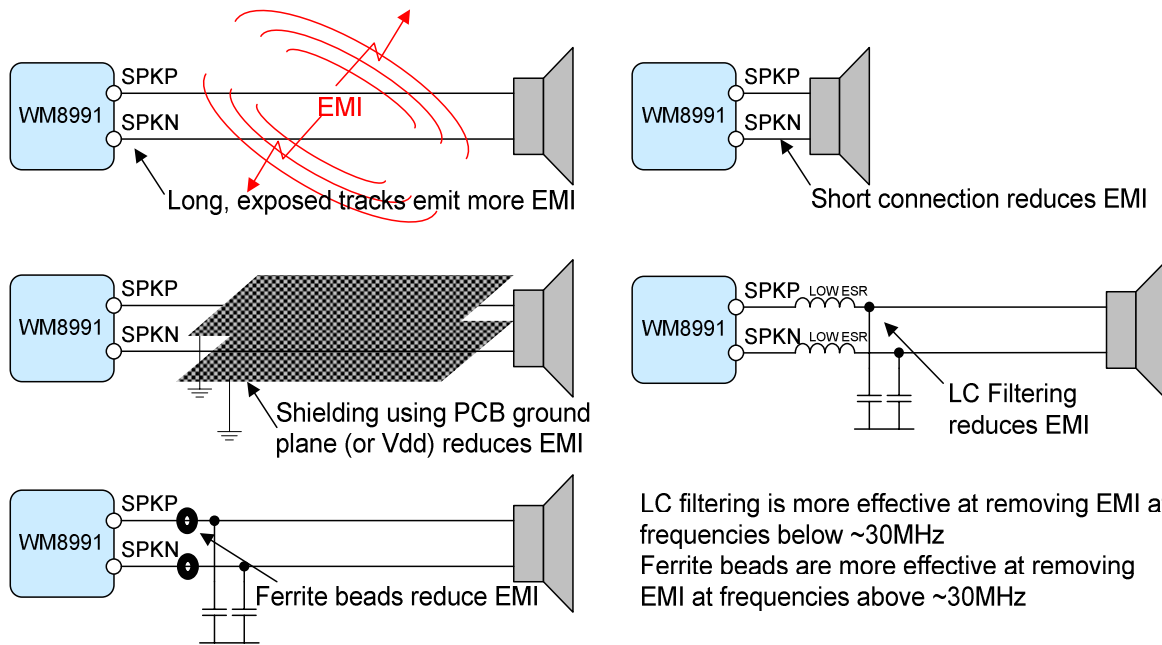 SPKP
WM8991
SPKN
EMI
Long, exposed tracks emit more EMI
SPKP
WM8991
SPKN
Short connection reduces EMI
SPKP
WM8991
SPKN
Shielding using PCB ground
plane (or Vdd) reduces EMI
SPKP
LOW ESR
WM8991
SPKN
LOW ESR
LC Filtering
reduces EMI
SPKP
WM8991
SPKN
Ferrite beads reduce EMI
LC filtering is more effective at removing EMI a
frequencies below ~30MHz
Ferrite beads are more effective at removing
EMI at frequencies above ~30MHz